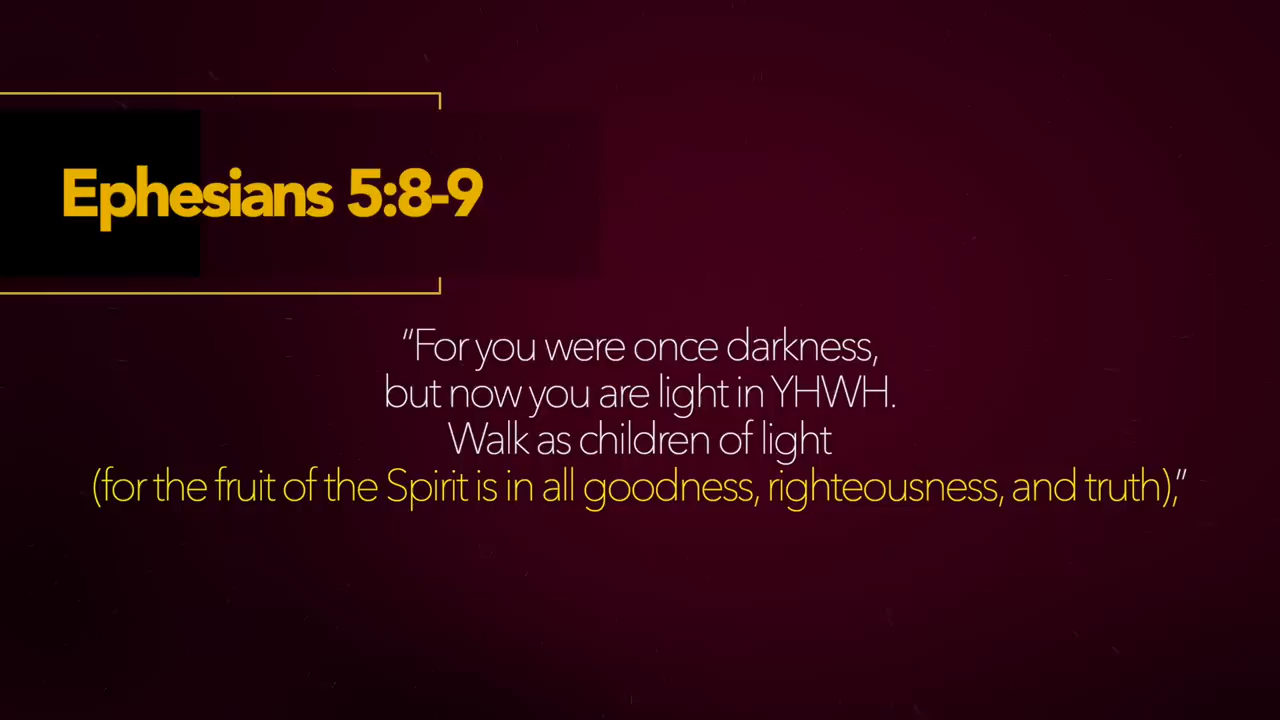 Ephesians 5:8-9
“For you were once darkness,
but now you are light in YHWH.
Walk as children of light
(for the fruit of the Spirit is in all goodness, righteousness, and truth),”